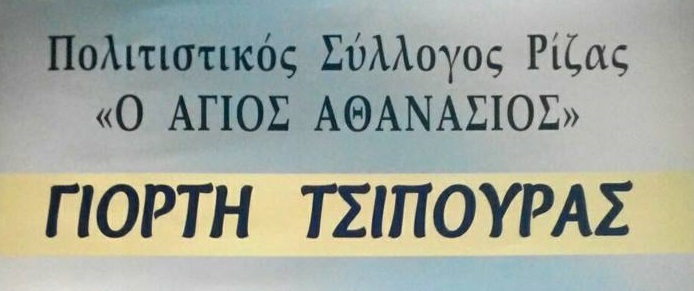 Πολιτιστικός Σύλλογος Ρίζας
«Ο ΑΓΙΟΣ ΑΘΑΝΑΣΙΟΣ»
ΓΙΟΡΤΗ ΤΣΙΠΟΥΡΑΣ